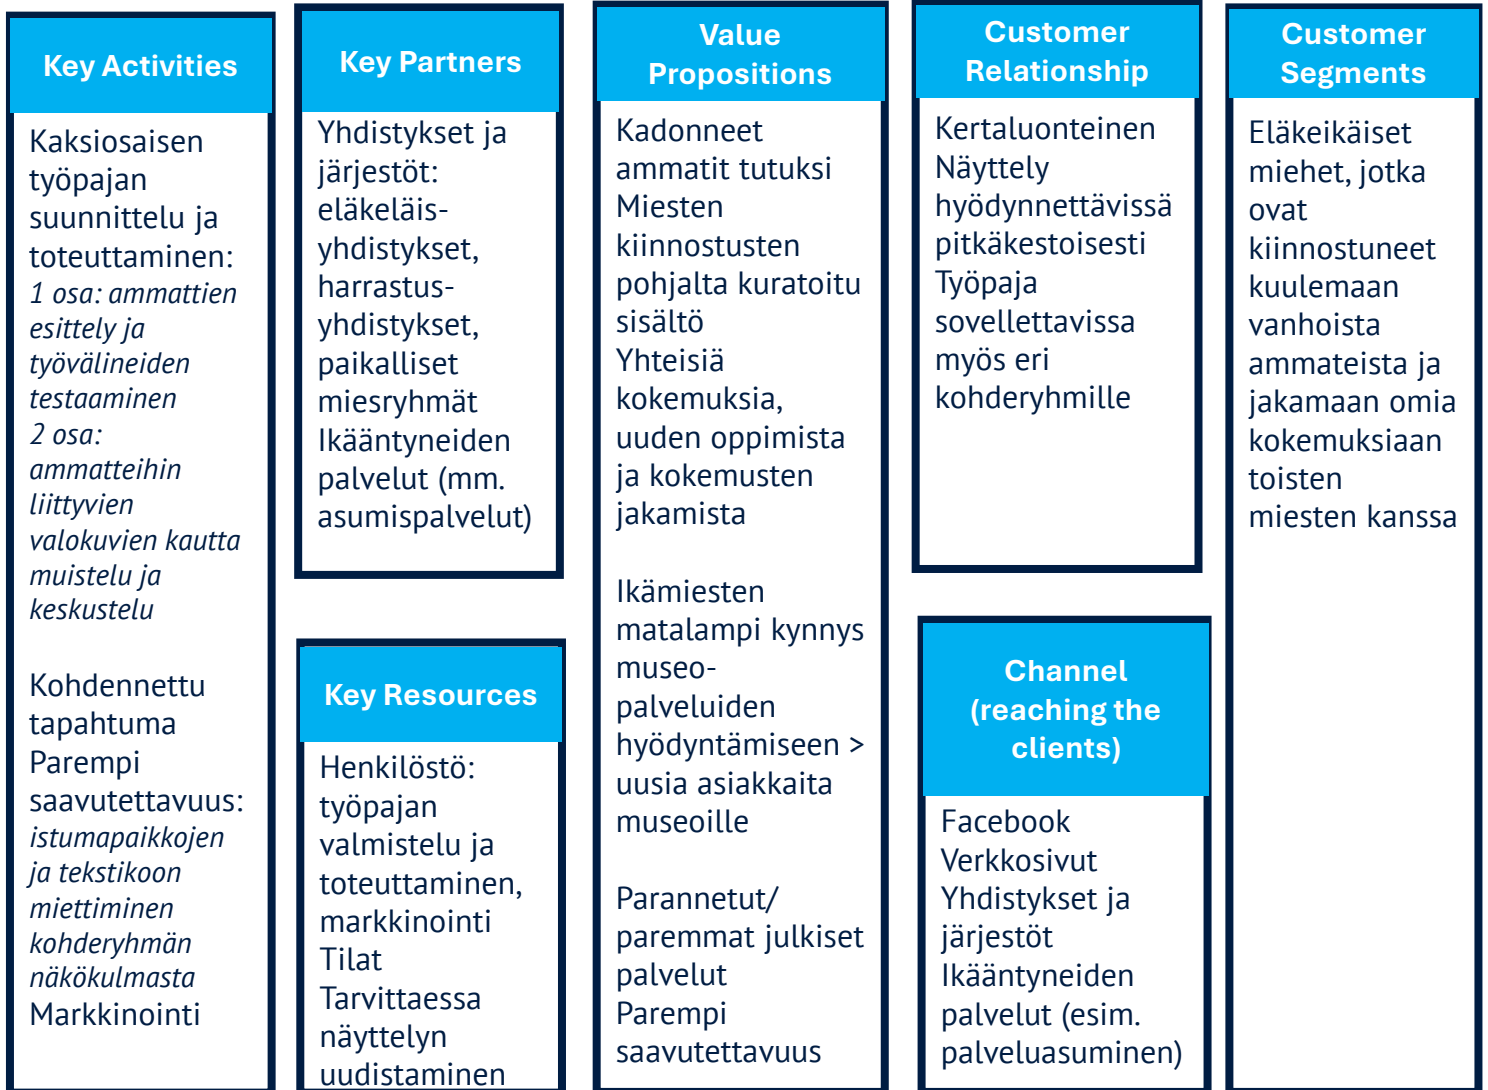 Key Activities
Kaksiosaisen
työpajan
suunnittelu ja
toteuttaminen:
1 osa: ammattien
esittely ja
työvälineiden
testaaminen
2 osa:
ammatteihin
liittyvien
valokuvien kautta
muistelu ja
keskustelu
Kohdennettu
tapahtuma
Parempi
saavutettavuus:
istumapaikkojen
ja tekstikoon
miettiminen
kohderyhmän
näkökulmasta
Markkinointi
Key Partners
Yhdistykset ja
järjestöt:
eläkeläis-
yhdistykset,
harrastus-
yhdistykset,
paikalliset
miesryhmät
Ikääntyneiden
palvelut (mm.
asumispalvelut)
Key Resources
Henkilöstö:
työpajan
valmistelu ja
toteuttaminen,
markkinointi
Tilat
Tarvittaessa
näyttelyn
uudistaminen
Value
Propositions
Kadonneet
ammatit tutuksi
Miesten
kiinnostusten
pohjalta kuratoitu
sisältö
Yhteisiä
kokemuksia,
uuden oppimista
ja kokemusten
jakamista
Ikämiesten
matalampi kynnys
museo-
palveluiden
hyödyntämiseen >
uusia asiakkaita
museoille
Parannetut/
paremmat julkiset
palvelut
Parempi
saavutettavuus
Customer
Relationship
Kertaluonteinen
Näyttely
hyödynnettävissä
pitkäkestoisesti
Työpaja
sovellettavissa
myös eri
kohderyhmille
Channel
(reaching the
clients)
Facebook
Verkkosivut
Yhdistykset ja
järjestöt
Ikääntyneiden
palvelut (esim.
palveluasuminen)
Customer
Segments
Eläkeikäiset
miehet, jotka
ovat
kiinnostuneet
kuulemaan
vanhoista
ammateista ja
jakamaan omia
kokemuksiaan
toisten
miesten kanssa